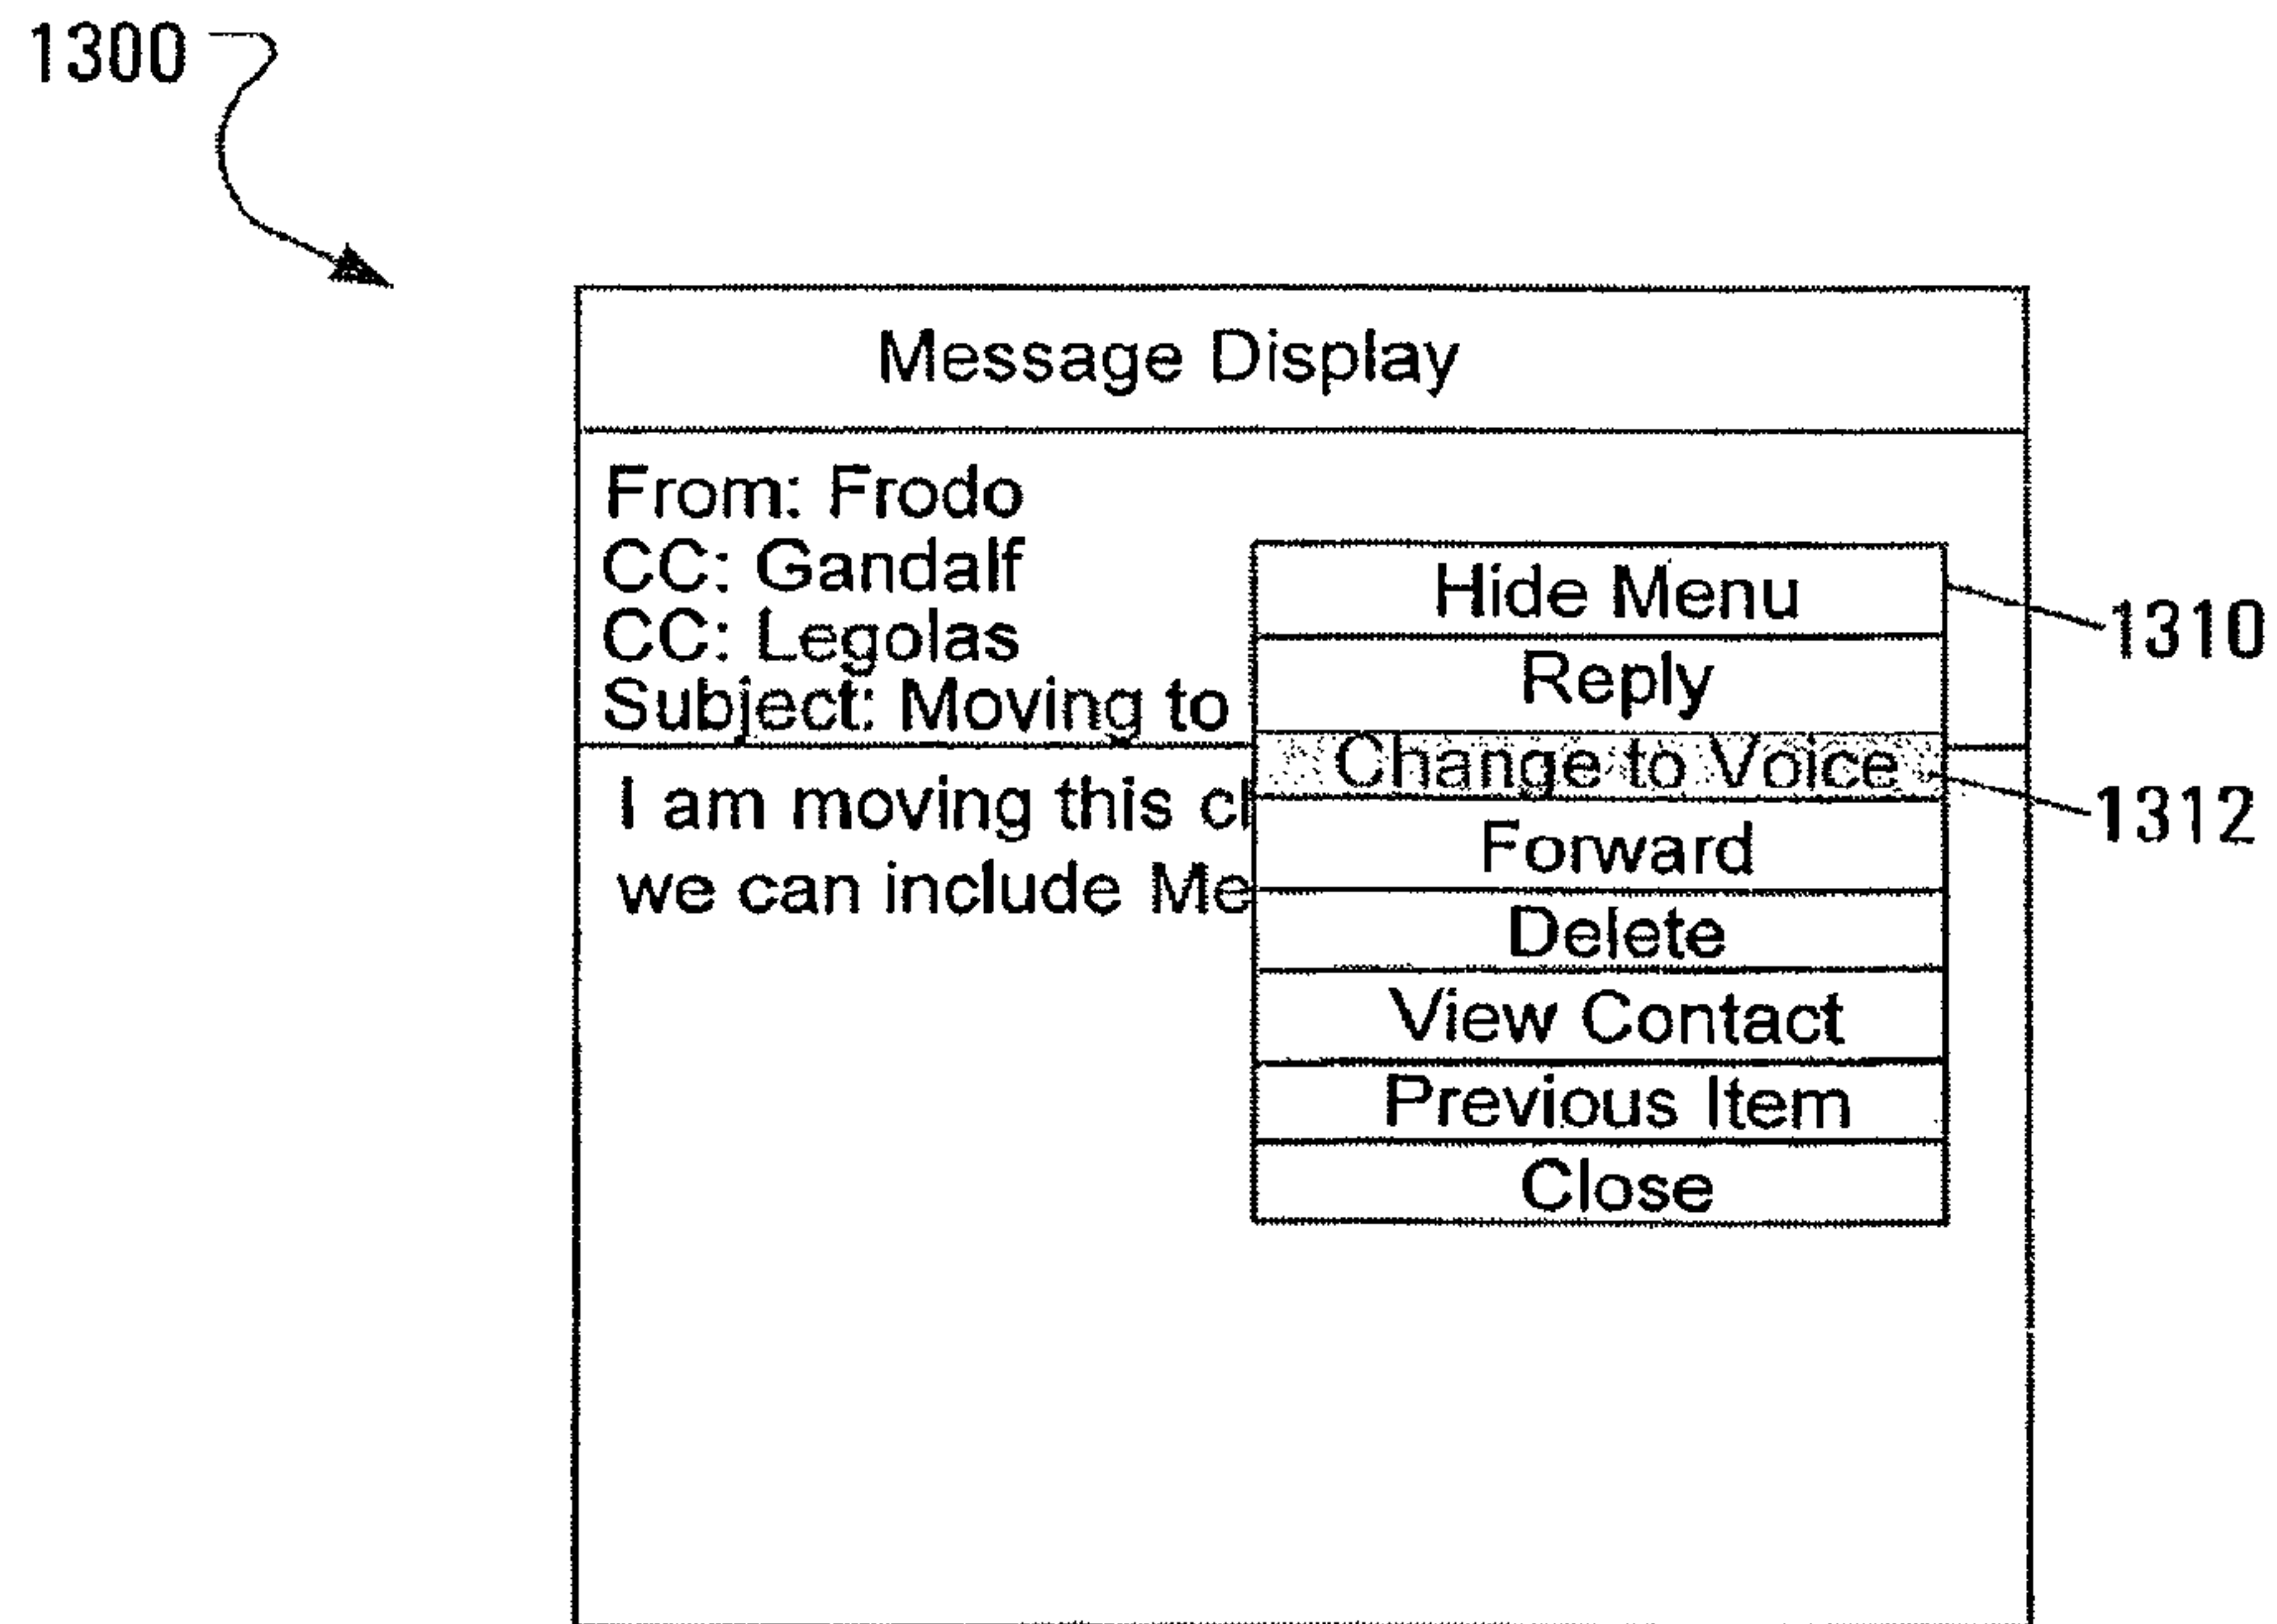 1300
Message Display
From: Frodo
CC: Gandalf
CC: Legolas
Subject: Moving to
I am moving this
we can include Me
Hide Menu
Reply
Change to Voice
Forward
Delete
View Contact
Previous Item
Close
1310
1312